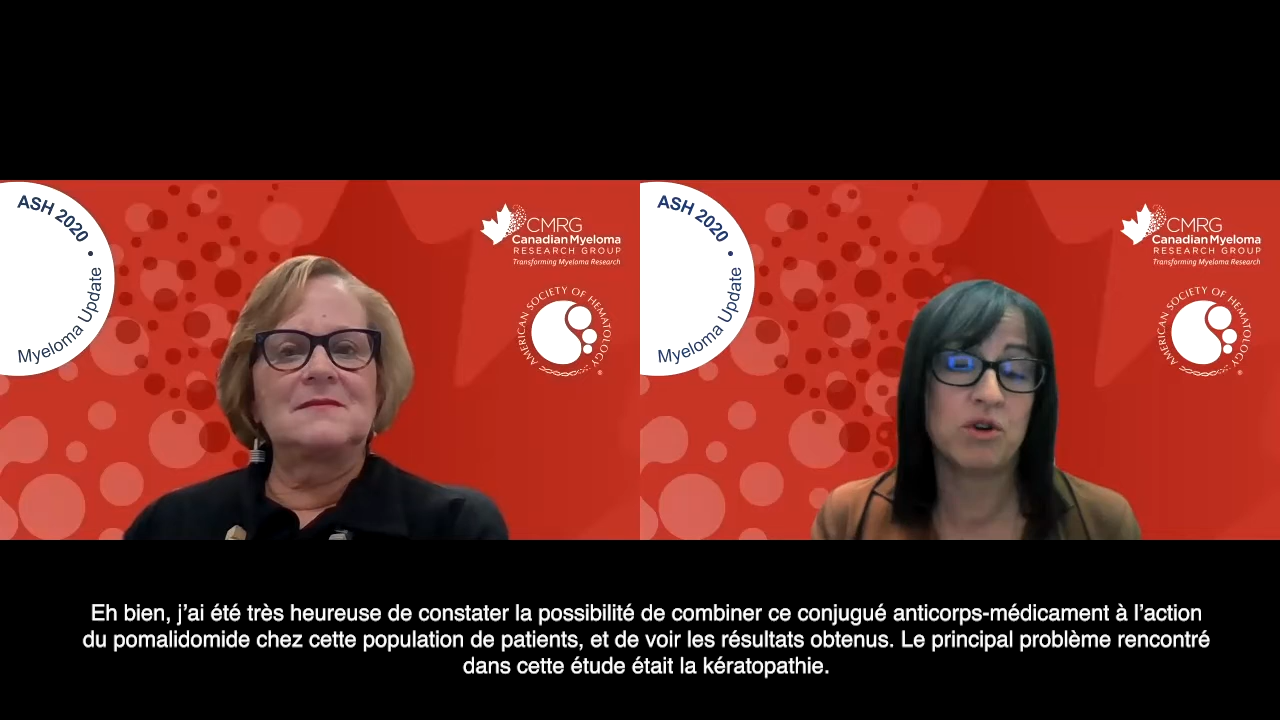 ASH 2020 •
Myeloma Update
CMRG
Canadian Myeloma
RESEARCH GROUP
Transforming Myeloma Research
AMERICAN SOCIETY OF HEMATOLOGY
®
ASH 2020 •
Myeloma Update
CMRG
Canadian Myeloma
RESEARCH GROUP
Transforming Myeloma Research
AMERICAN SOCIETY OF HEMATOLOGY
®
Eh bien, j’ai été très heureuse de constater la possibilité de combiner ce conjugué anticorps-médicament à l’action
du pomalidomide chez cette population de patients, et de voir les résultats obtenus. Le principal problème rencontré
dans cette étude était la kératopathie.